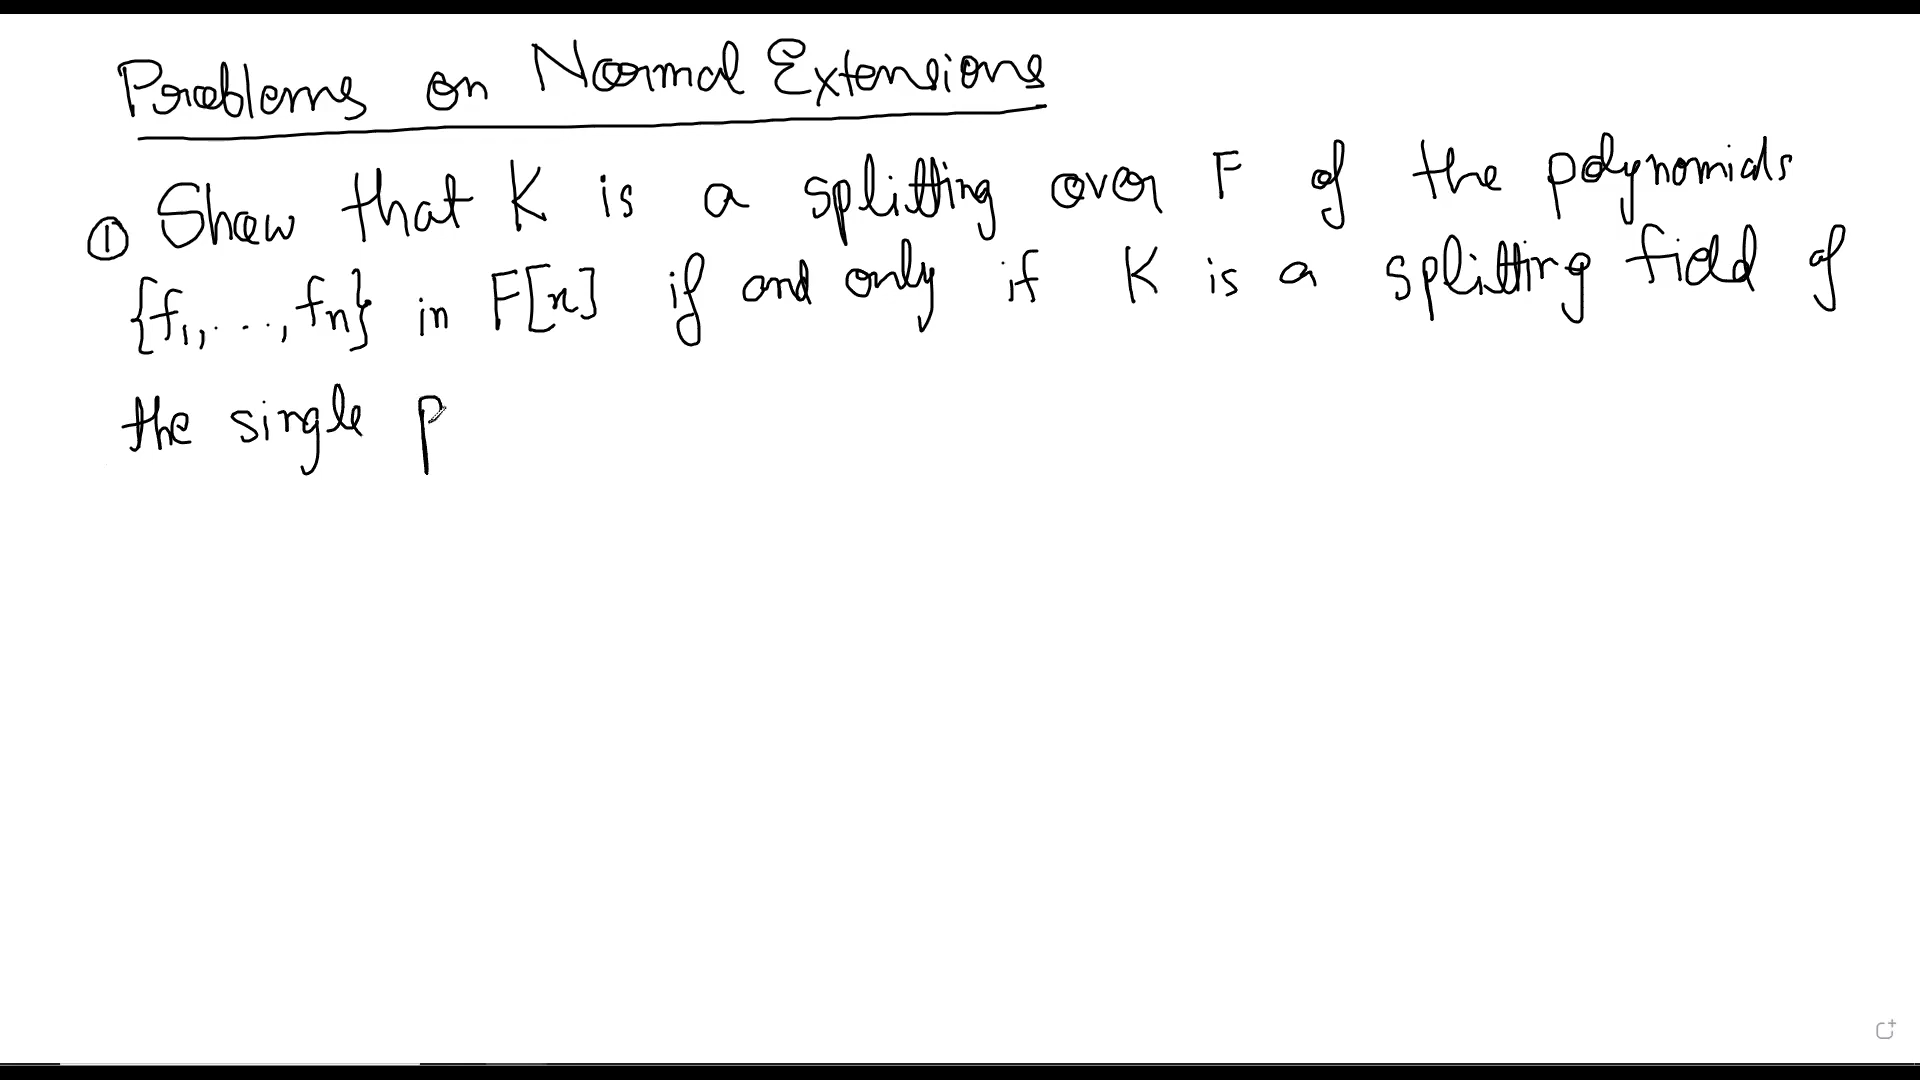 Problems on Normal Extensions
① Show that K is a splitting over F of the polynomials
{f₁,...,fₙ} in F[x] if and only if K is a splitting field of
the single p